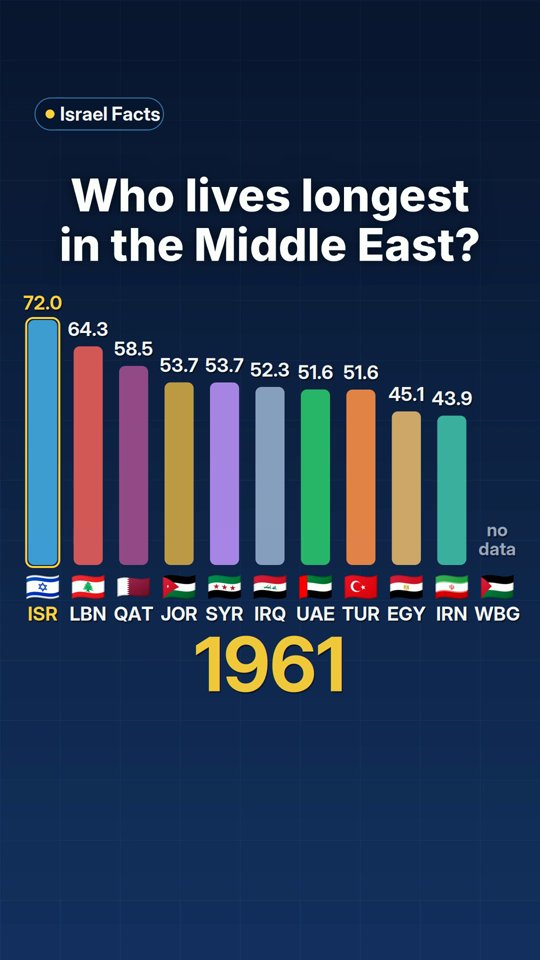 Israel Facts
Who lives longest
in the Middle East?
72.0
64.3
58.5
53.7 53.7 52.3 51.6 51.6
45.1 43.9
no
data
ISR LBN QAT JOR SYR IRQ UAE TUR EGY IRN WBG
1961